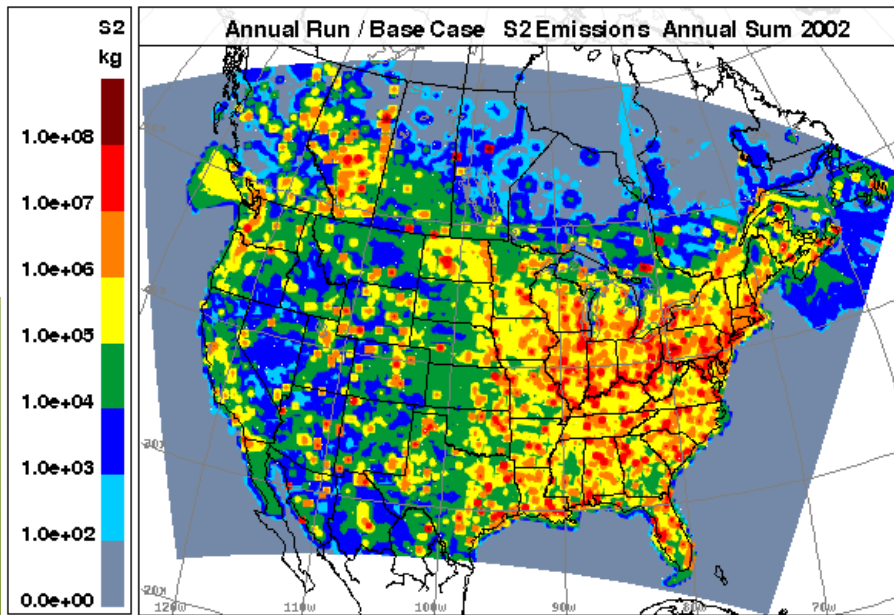 S2
kg
Annual Run / Base Case S2 Emissions Annual Sum 2002
1.0e+08
1.0e+07
1.0e+06
1.0e+05
1.0e+04
1.0e+03
1.0e+02
0.0e+00
120W
110W
100W
90W
80W
70W